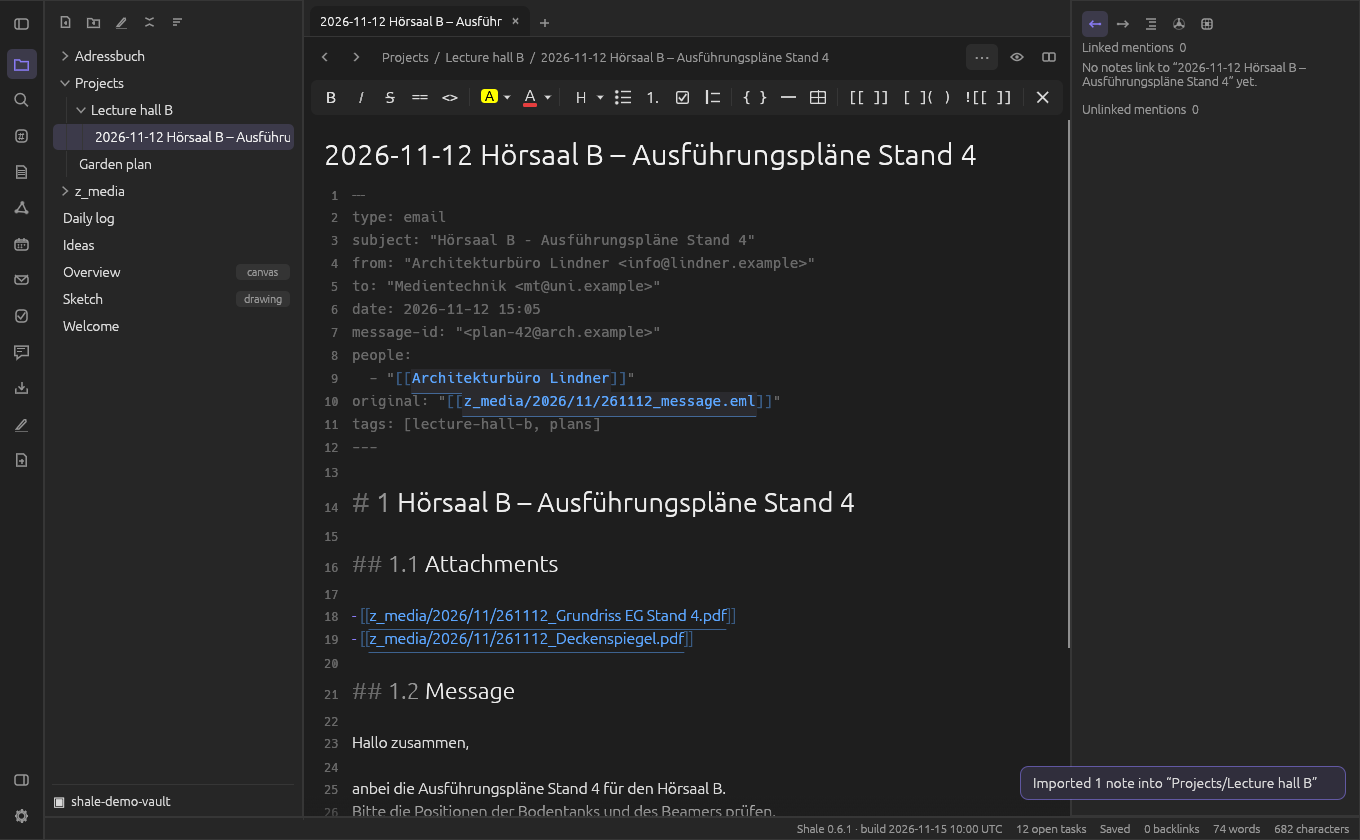 2026-11-12 Hörsaal B – Ausführ × +
Adressbuch
Projects
Lecture hall B
2026-11-12 Hörsaal B – Ausführu
Garden plan
z_media
Daily log
Ideas
Overview canvas
Sketch drawing
Welcome
shale-demo-vault
Projects / Lecture hall B / 2026-11-12 Hörsaal B – Ausführungspläne Stand 4
B I S == <> A A H 1. { } — [[ ]] [ ]( ) ![[ ]]
2026-11-12 Hörsaal B – Ausführungspläne Stand 4
1 ---
2 type: email
3 subject: "Hörsaal B - Ausführungspläne Stand 4"
4 from: "Architekturbüro Lindner <info@lindner.example>"
5 to: "Medientechnik <mt@uni.example>"
6 date: 2026-11-12 15:05
7 message-id: "<plan-42@arch.example>"
8 people:
9 - "[[Architekturbüro Lindner]]"
10 original: "[[z_media/2026/11/261112_message.eml]]"
11 tags: [lecture-hall-b, plans]
12 ---
13
14 # 1 Hörsaal B – Ausführungspläne Stand 4
15
16 ## 1.1 Attachments
17
18 - [[z_media/2026/11/261112_Grundriss EG Stand 4.pdf]]
19 - [[z_media/2026/11/261112_Deckenspiegel.pdf]]
20
21 ## 1.2 Message
22
23 Hallo zusammen,
24
25 anbei die Ausführungspläne Stand 4 für den Hörsaal B.
26 Bitte die Positionen der Bodentanks und des Beamers prüfen.
Linked mentions 0
No notes link to “2026-11-12 Hörsaal B –
Ausführungspläne Stand 4” yet.
Unlinked mentions 0
Imported 1 note into “Projects/Lecture hall B”
Shale 0.6.1 · build 2026-11-15 10:00 UTC 12 open tasks Saved 0 backlinks 74 words 682 characters